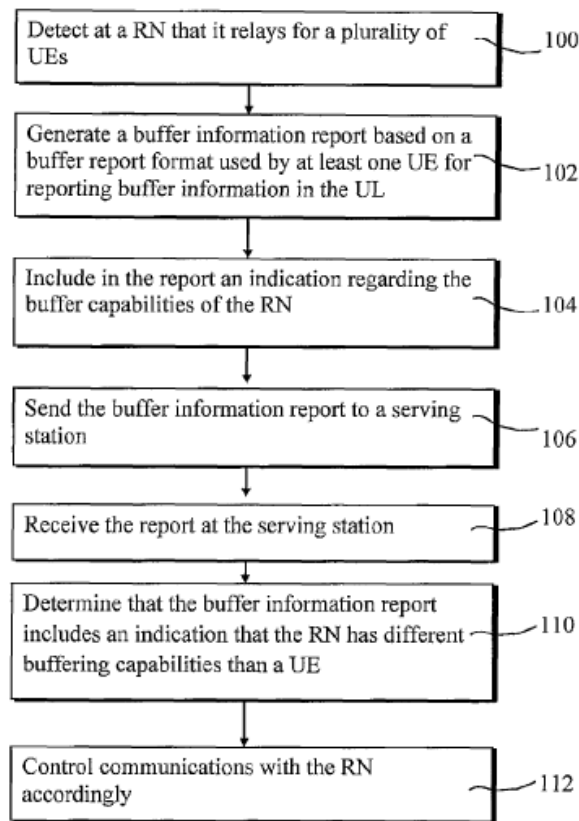 Detect at a RN that it relays for a plurality of
UEs
100
Generate a buffer information report based on a
buffer report format used by at least one UE for
reporting buffer information in the UL
102
Include in the report an indication regarding the
buffer capabilities of the RN
104
Send the buffer information report to a serving
station
106
Receive the report at the serving station
108
Determine that the buffer information report
includes an indication that the RN has different
buffering capabilities than a UE
110
Control communications with the RN
accordingly
112